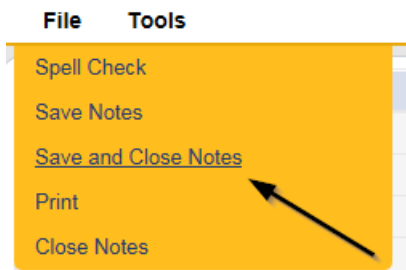 File Tools
Spell Check
Save Notes
Save and Close Notes
Print
Close Notes